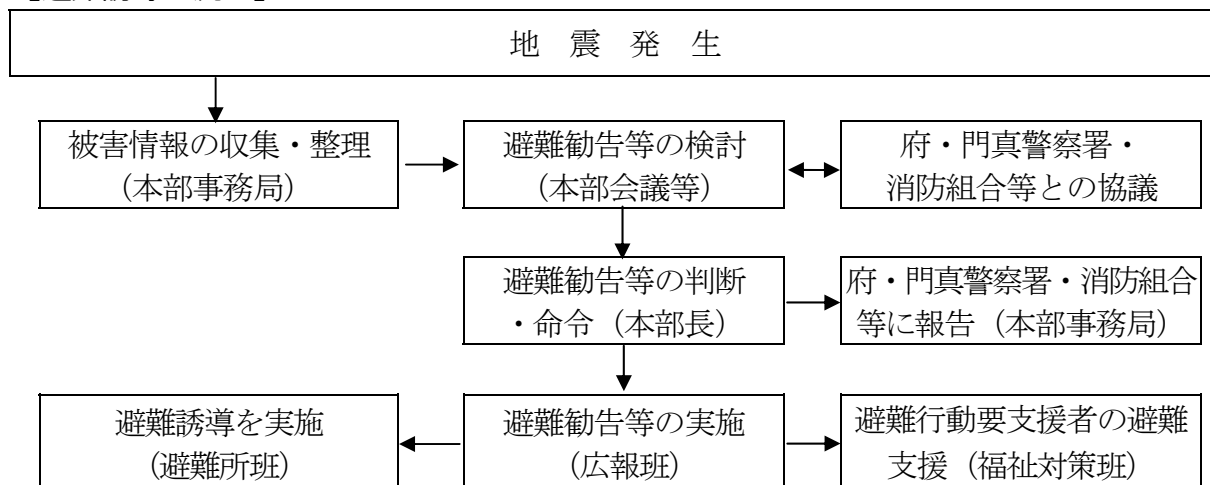 地　震　発　生
被害情報の収集・整理
（本部事務局）
避難勧告等の検討
（本部会議等）
府・門真警察署・
消防組合等との協議
避難勧告等の判断
・命令（本部長）
府・門真警察署・消防組合
等に報告（本部事務局）
避難誘導を実施
（避難所班）
避難勧告等の実施
（広報班）
避難行動要支援者の避難
支援（福祉対策班）